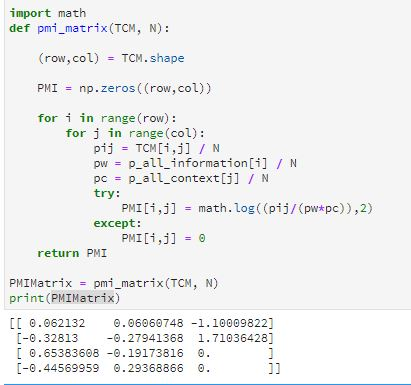 import math
def pmi_matrix(TCM, N):
    (row,col) = TCM.shape
    PMI = np.zeros((row,col))
    for i in range(row):
        for j in range(col):
            pij = TCM[i,j] / N
            pw = p_all_information[i] / N
            pc = p_all_context[j] / N
            try:
                PMI[i,j] = math.log((pij/(pw*pc)),2)
            except:
                PMI[i,j] = 0
    return PMI
PMIMatrix = pmi_matrix(TCM, N)
print(PMIMatrix)
[[ 0.062132    0.06060748 -1.10009822]
 [-0.32813    -0.27941368  1.71036428]
 [ 0.65383608 -0.19173816  0.        ]
 [-0.44569959  0.29368866  0.        ]]